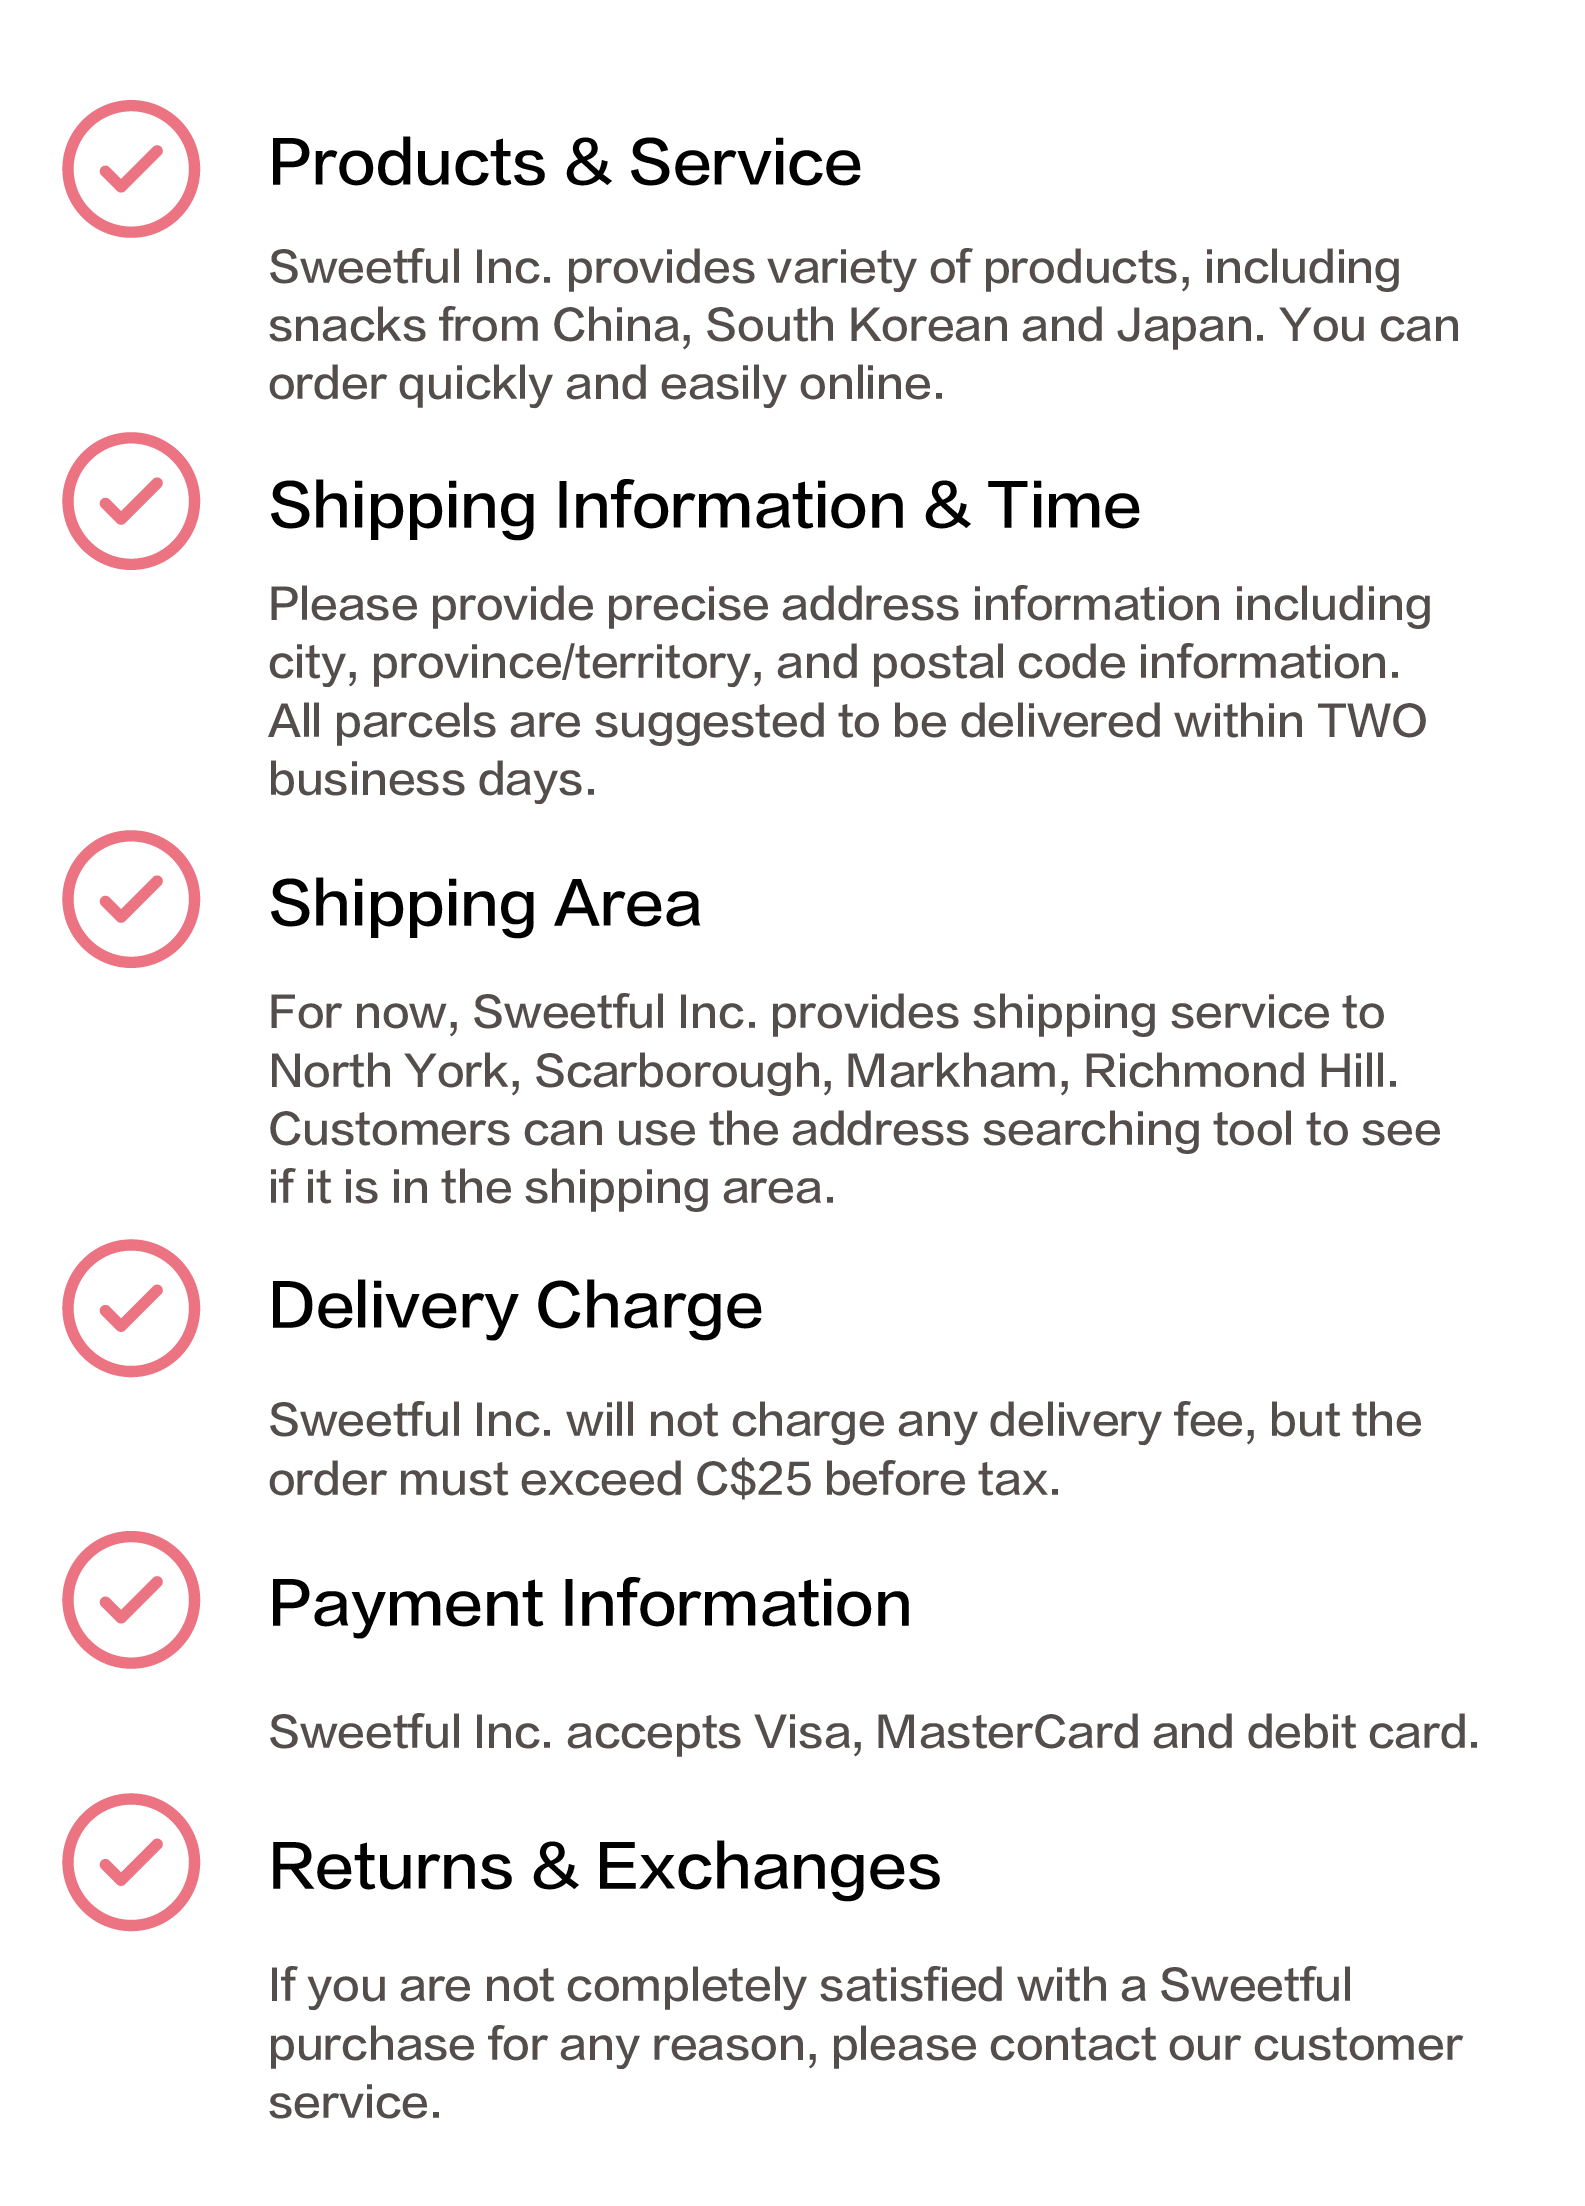 Products & Service
Sweetful Inc. provides variety of products, including
snacks from China, South Korean and Japan. You can
order quickly and easily online.
Shipping Information & Time
Please provide precise address information including
city, province/territory, and postal code information.
All parcels are suggested to be delivered within TWO
business days.
Shipping Area
For now, Sweetful Inc. provides shipping service to
North York, Scarborough, Markham, Richmond Hill.
Customers can use the address searching tool to see
if it is in the shipping area.
Delivery Charge
Sweetful Inc. will not charge any delivery fee, but the
order must exceed C$25 before tax.
Payment Information
Sweetful Inc. accepts Visa, MasterCard and debit card.
Returns & Exchanges
If you are not completely satisfied with a Sweetful
purchase for any reason, please contact our customer
service.